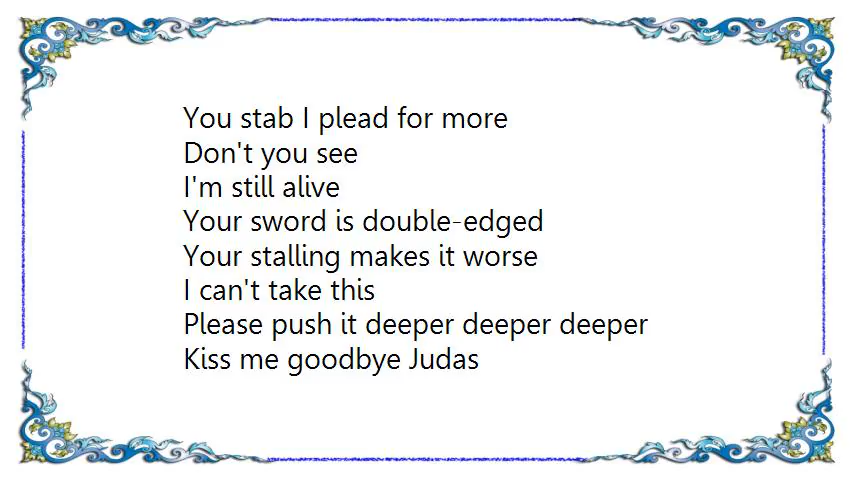 You stab I plead for more
Don't you see
I'm still alive
Your sword is double-edged
Your stalling makes it worse
I can't take this
Please push it deeper deeper deeper
Kiss me goodbye Judas